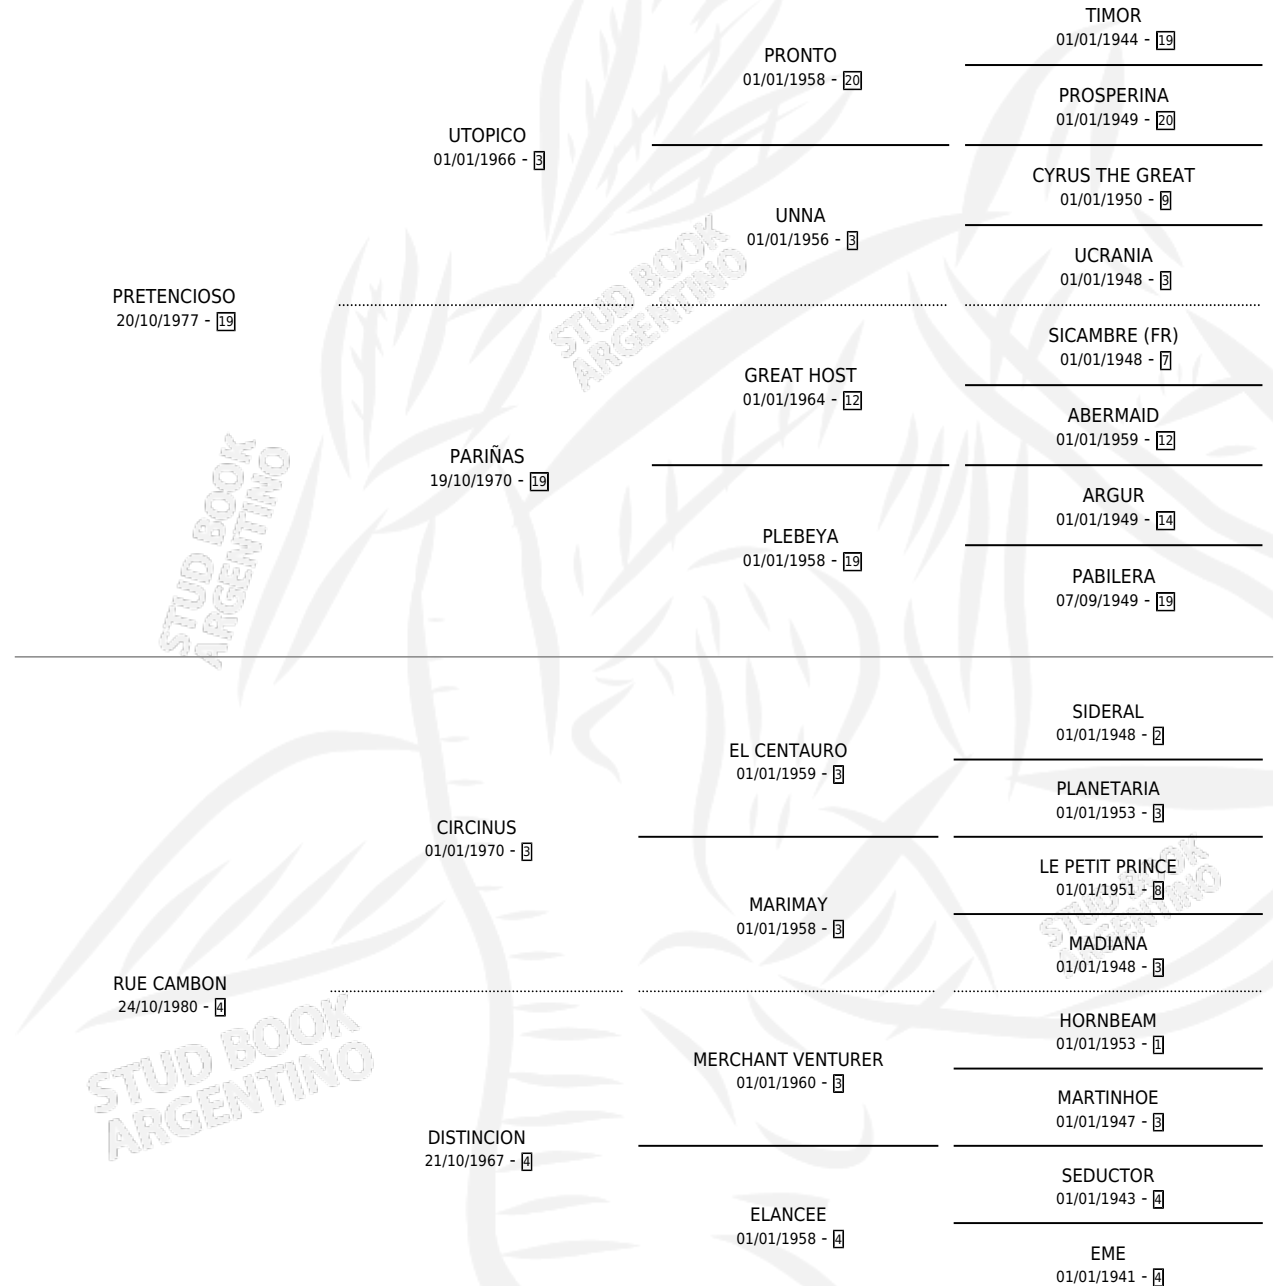 TIMOR
01/01/1944 - 19
PRONTO
01/01/1958 - 20
PROSPERINA
01/01/1949 - 20
UTOPICO
01/01/1966 - 3
CYRUS THE GREAT
01/01/1950 - 9
UNNA
01/01/1956 - 3
UCRANIA
01/01/1948 - 3
PRETENCIOSO
20/10/1977 - 19
SICAMBRE (FR)
01/01/1948 - 7
GREAT HOST
01/01/1964 - 12
ABERMAID
01/01/1959 - 12
PARIÑAS
19/10/1970 - 19
ARGUR
01/01/1949 - 14
PLEBEYA
01/01/1958 - 19
PABILERA
07/09/1949 - 19
SIDERAL
01/01/1948 - 2
EL CENTAURO
01/01/1959 - 3
PLANETARIA
01/01/1953 - 3
CIRCINUS
01/01/1970 - 3
LE PETIT PRINCE
01/01/1951 - 8
MARIMAY
01/01/1958 - 3
MADIANA
01/01/1948 - 3
RUE CAMBON
24/10/1980 - 4
HORNBEAM
01/01/1953 - 1
MERCHANT VENTURER
01/01/1960 - 3
MARTINHOE
01/01/1947 - 3
DISTINCION
21/10/1967 - 4
SEDUCTOR
01/01/1943 - 4
ELANCEE
01/01/1958 - 4
EME
01/01/1941 - 4
STUD BOOK
ARGENTINO
STUD BOOK
ARGENTINO
STUD BOOK
ARGENTINO
STUD BOOK
ARGENTINO